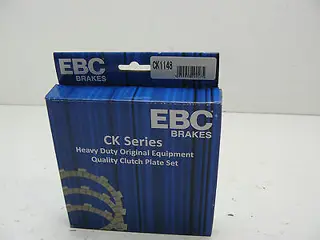 EBC
BRAKES
CK1148
EBC
BRAKES
CK Series
Heavy Duty Original Equipment
Quality Clutch Plate Set